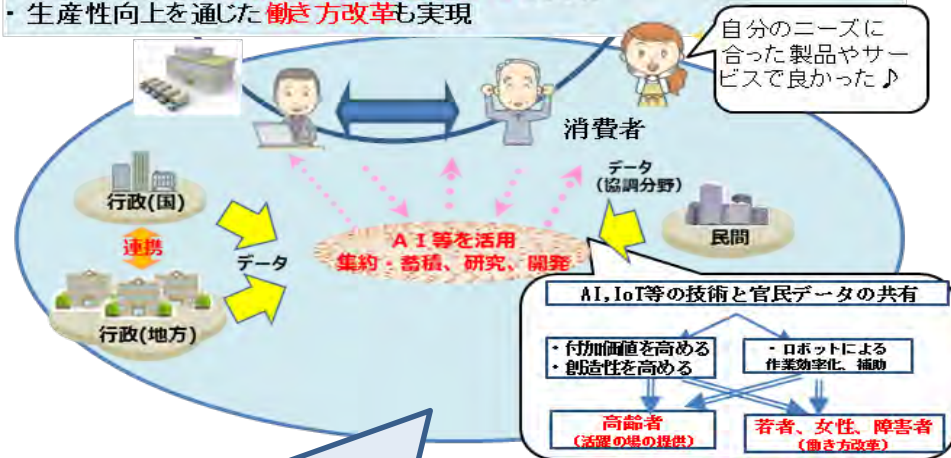 ・生産性向上を通じた働き方改革も実現
自分のニーズに
合った製品やサー
ビスで良かった♪
消費者
データ
(協調分野)
行政(国)
連携
データ
行政(地方)
AI等を活用
集約・蓄積、研究、開発
民間
AI,IoT等の技術と官民データの共有
・付加価値を高める
・創造性を高める
・ロボットによる
作業効率化、補助
高齢者
(活躍の場の提供)
若者、女性、障害者
(働き方改革)